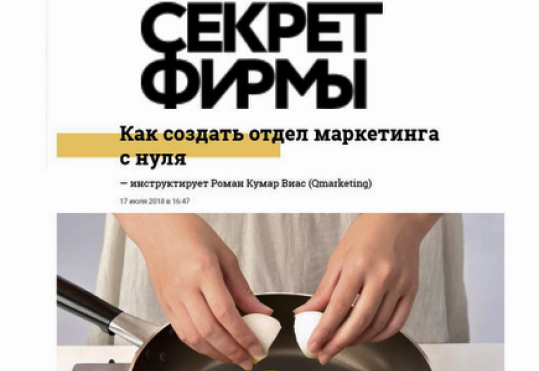 СЕКРЕТ
ФИРМЫ
Как создать отдел маркетинга
с нуля
— инструктирует Роман Кумар Виас (Qmarketing)
17 июля 2018 в 16:47